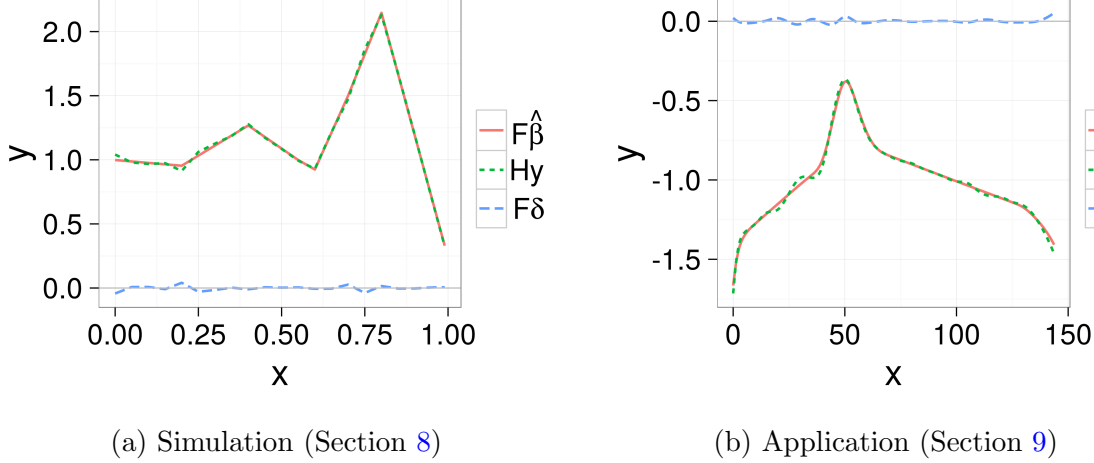 2.0
1.5
1.0
0.5
0.0
y
0.00 0.25 0.50 0.75 1.00
x
Fβ̂
Hy
Fδ
(a) Simulation (Section 8)
0.0
-0.5
-1.0
-1.5
y
0 50 100 150
x
(b) Application (Section 9)